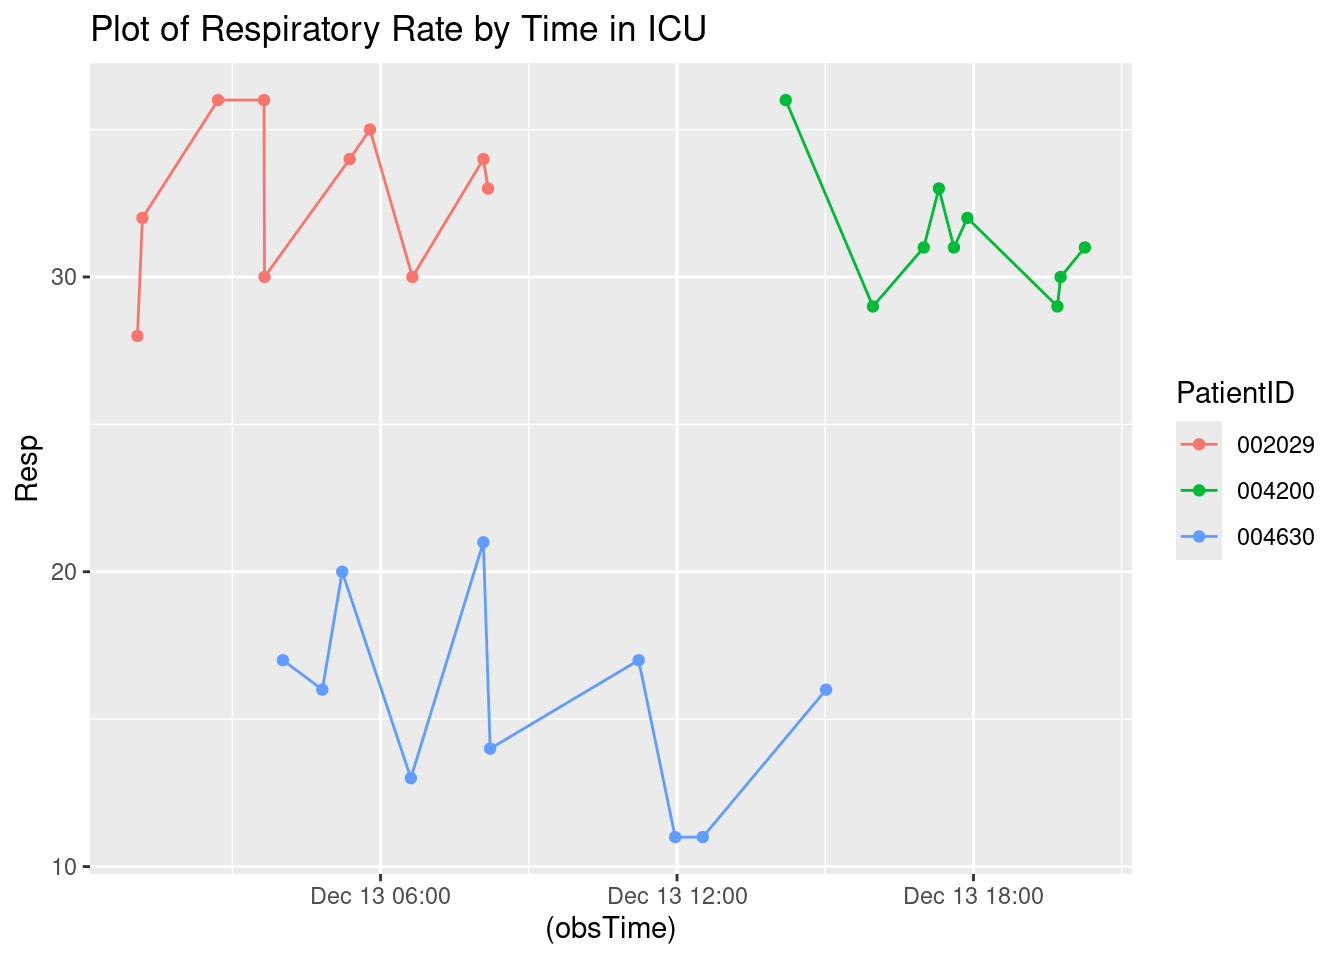 Plot of Respiratory Rate by Time in ICU
Resp
30
20
10
Dec 13 06:00
Dec 13 12:00
Dec 13 18:00
(obsTime)
PatientID
002029
004200
004630